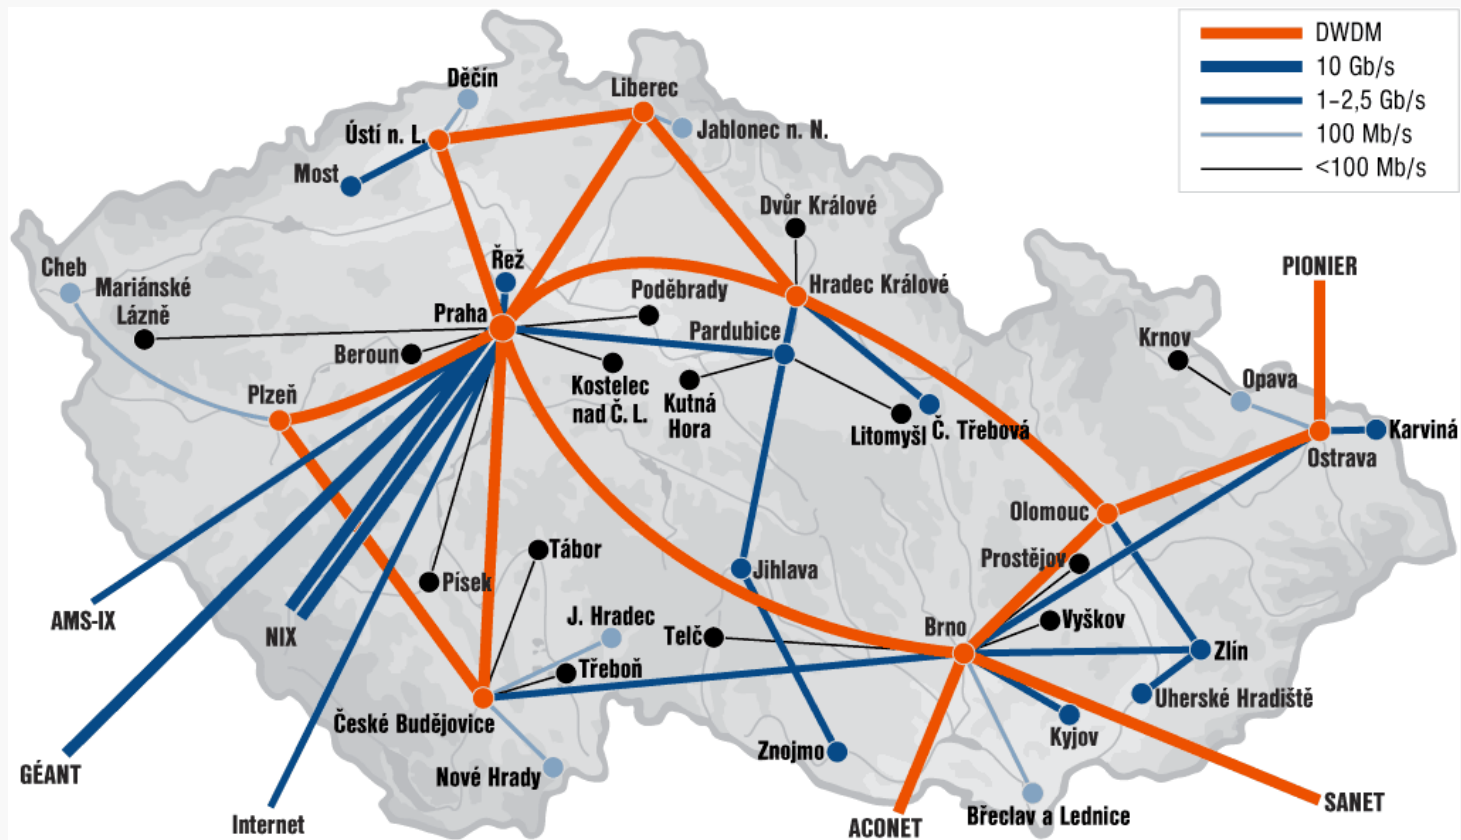 DWDM
10 Gb/s
1–2,5 Gb/s
100 Mb/s
<100 Mb/s
Děčín
Liberec
Ústí n. L.
Jablonec n. N.
Most
Dvůr Králové
Řež
Cheb
Mariánské
Lázně
Hradec Králové
PIONIER
Poděbrady
Praha
Pardubice
Krnov
Beroun
Opava
Plzeň
Kostelec
nad Č. L.
Kutná
Hora
Litomyšl
Č. Třebová
Karviná
Ostrava
Olomouc
Tábor
Prostějov
Jihlava
Písek
AMS-IX
NIX
J. Hradec
Telč
Brno
Vyškov
Zlín
Třeboň
Uherské Hradiště
České Budějovice
Kyjov
Znojmo
GÉANT
Nové Hrady
SANET
Internet
ACONET
Břeclav a Lednice